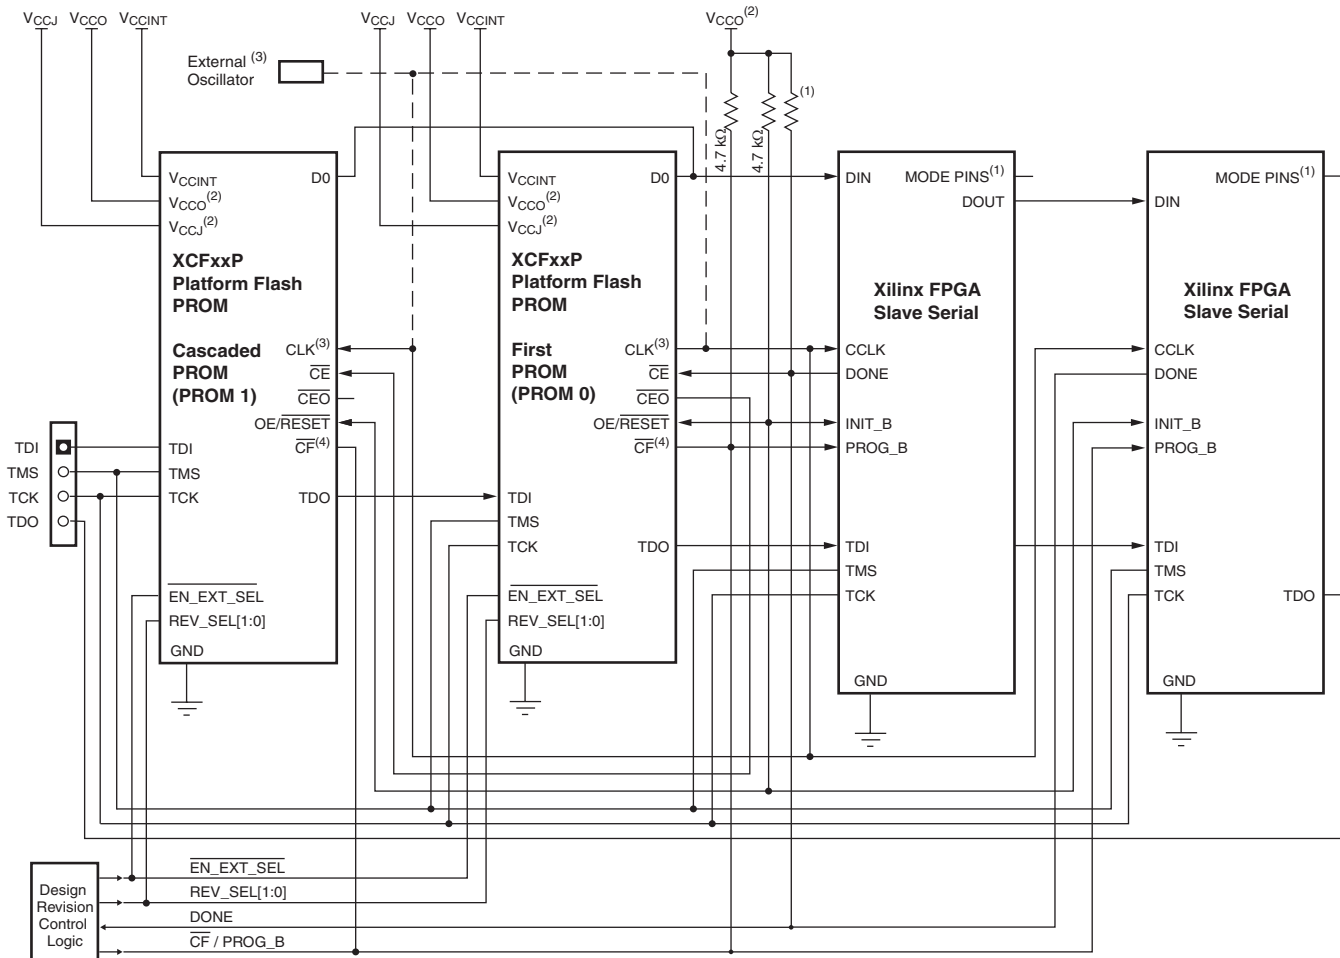 VCCJ VCCO VCCINT
VCCJ VCCO VCCINT
VCCO(2)
External (3)
Oscillator
(1)
4.7 kΩ
4.7 kΩ
VCCINT
VCCO(2)
VCCJ(2)
D0
XCFxxP
Platform Flash
PROM
Cascaded
PROM
(PROM 1)
CLK(3)
CE
CEO
OE/RESET
CF(4)
TDI
TMS
TCK
TDO
EN_EXT_SEL
REV_SEL[1:0]
GND
TDI
TMS
TCK
TDO
VCCINT
VCCO(2)
VCCJ(2)
D0
XCFxxP
Platform Flash
PROM
First
PROM
(PROM 0)
CLK(3)
CE
CEO
OE/RESET
CF(4)
TDI
TMS
TCK
TDO
EN_EXT_SEL
REV_SEL[1:0]
GND
DIN
MODE PINS(1)
DOUT
Xilinx FPGA
Slave Serial
CCLK
DONE
INIT_B
PROG_B
TDI
TMS
TCK
GND
MODE PINS(1)
DIN
Xilinx FPGA
Slave Serial
CCLK
DONE
INIT_B
PROG_B
TDI
TMS
TCK
TDO
GND
Design
Revision
Control
Logic
EN_EXT_SEL
REV_SEL[1:0]
DONE
CF / PROG_B